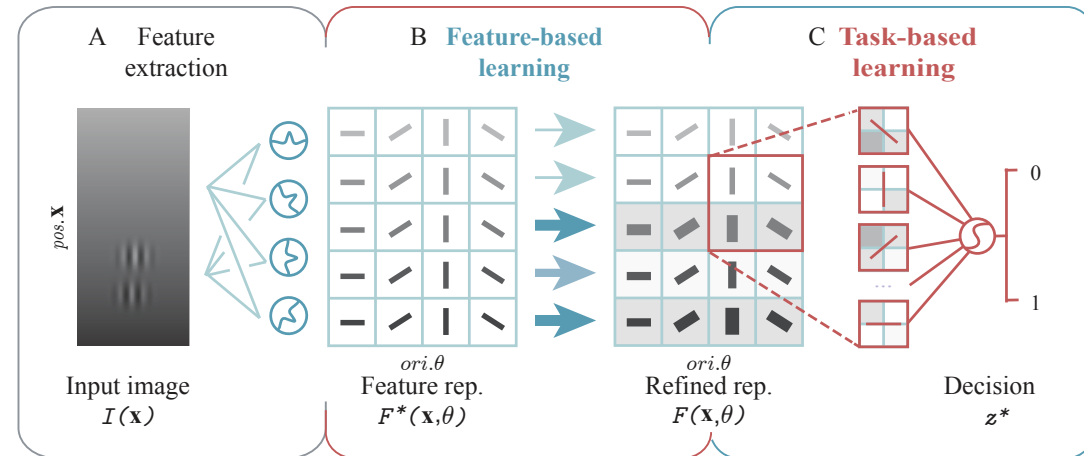 A Feature
extraction
B Feature-based
learning
C Task-based
learning
pos.x
0
...
1
ori.θ
ori.θ
Input image
I(x)
Feature rep.
F*(x,θ)
Refined rep.
F(x,θ)
Decision
z*